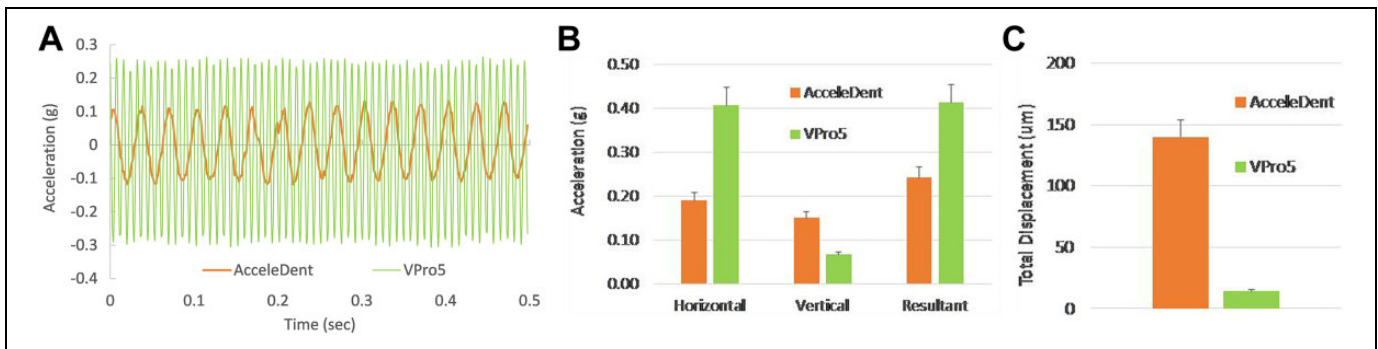 A
Acceleration (g)
0.3
0.2
0.1
0
-0.1
-0.2
-0.3
-0.4
AcceleDent
VPro5
0
0.1
0.2
0.3
0.4
0.5
Time (sec)
B
Acceleration (g)
0.50
0.40
0.30
0.20
0.10
0.00
AcceleDent
VPro5
Horizontal
Vertical
Resultant
C
Total Displacement (um)
200
150
100
50
0
AcceleDent
VPro5